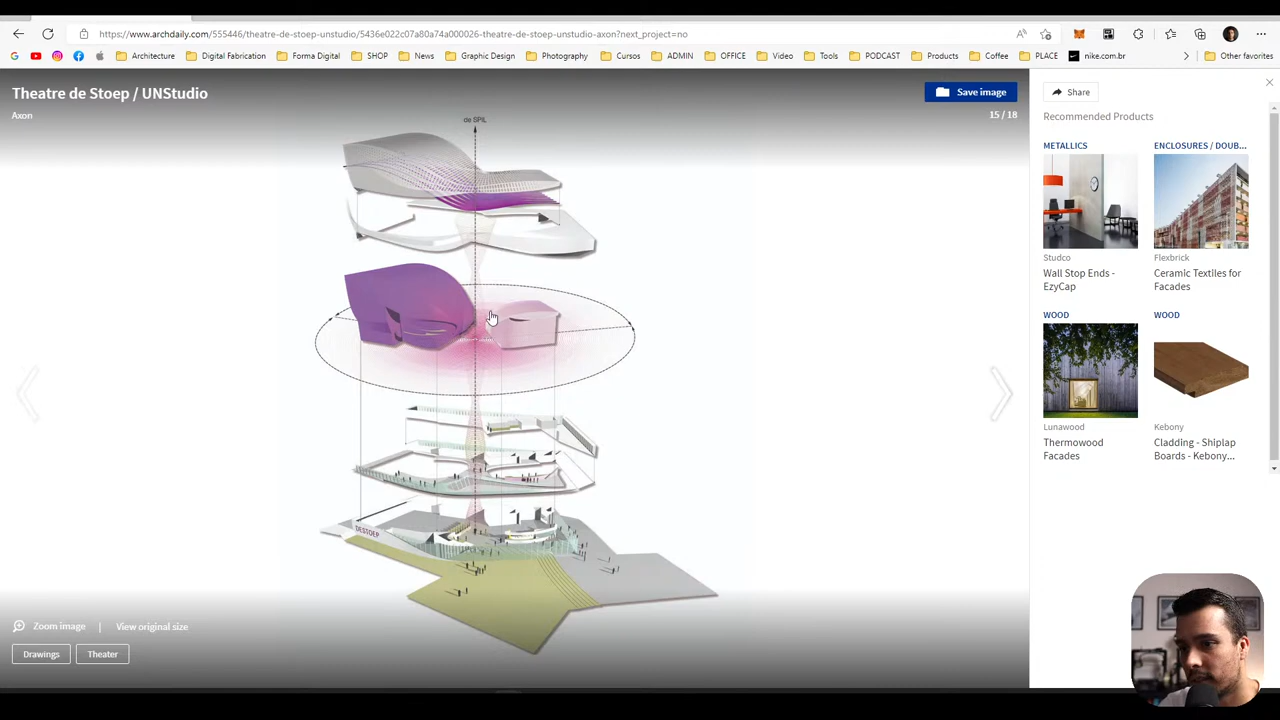 https://www.archdaily.com/555446/theatre-de-stoep-unstudio/5436e022c07a80a74a000026-theatre-de-stoep-unstudio-axon?next_project=no
Architecture Digital Fabrication Forma Digital SHOP News Graphic Design Photography Cursos ADMIN OFFICE Video Tools PODCAST Products Coffee PLACE nike.com.br Other favorites
Theatre de Stoep / UNStudio
Axon
Save image
15 / 18
de SPIL
DESTOEP
Zoom image | View original size
Drawings Theater
Share
Recommended Products
METALLICS
Studco
Wall Stop Ends -
EzyCap
ENCLOSURES / DOUB...
Flexbrick
Ceramic Textiles for
Facades
WOOD
Lunawood
Thermowood
Facades
WOOD
Kebony
Cladding - Shiplap
Boards - Kebony...